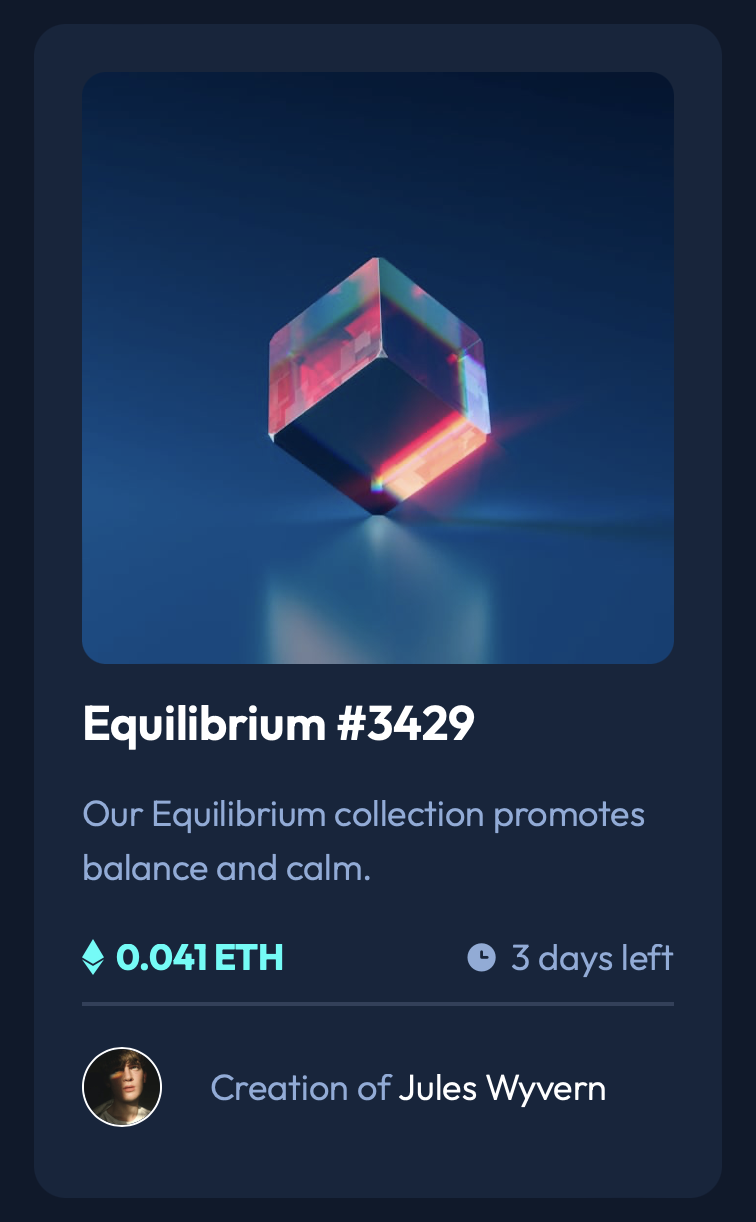 Equilibrium #3429
Our Equilibrium collection promotes
balance and calm.
0.041 ETH
3 days left
Creation of Jules Wyvern